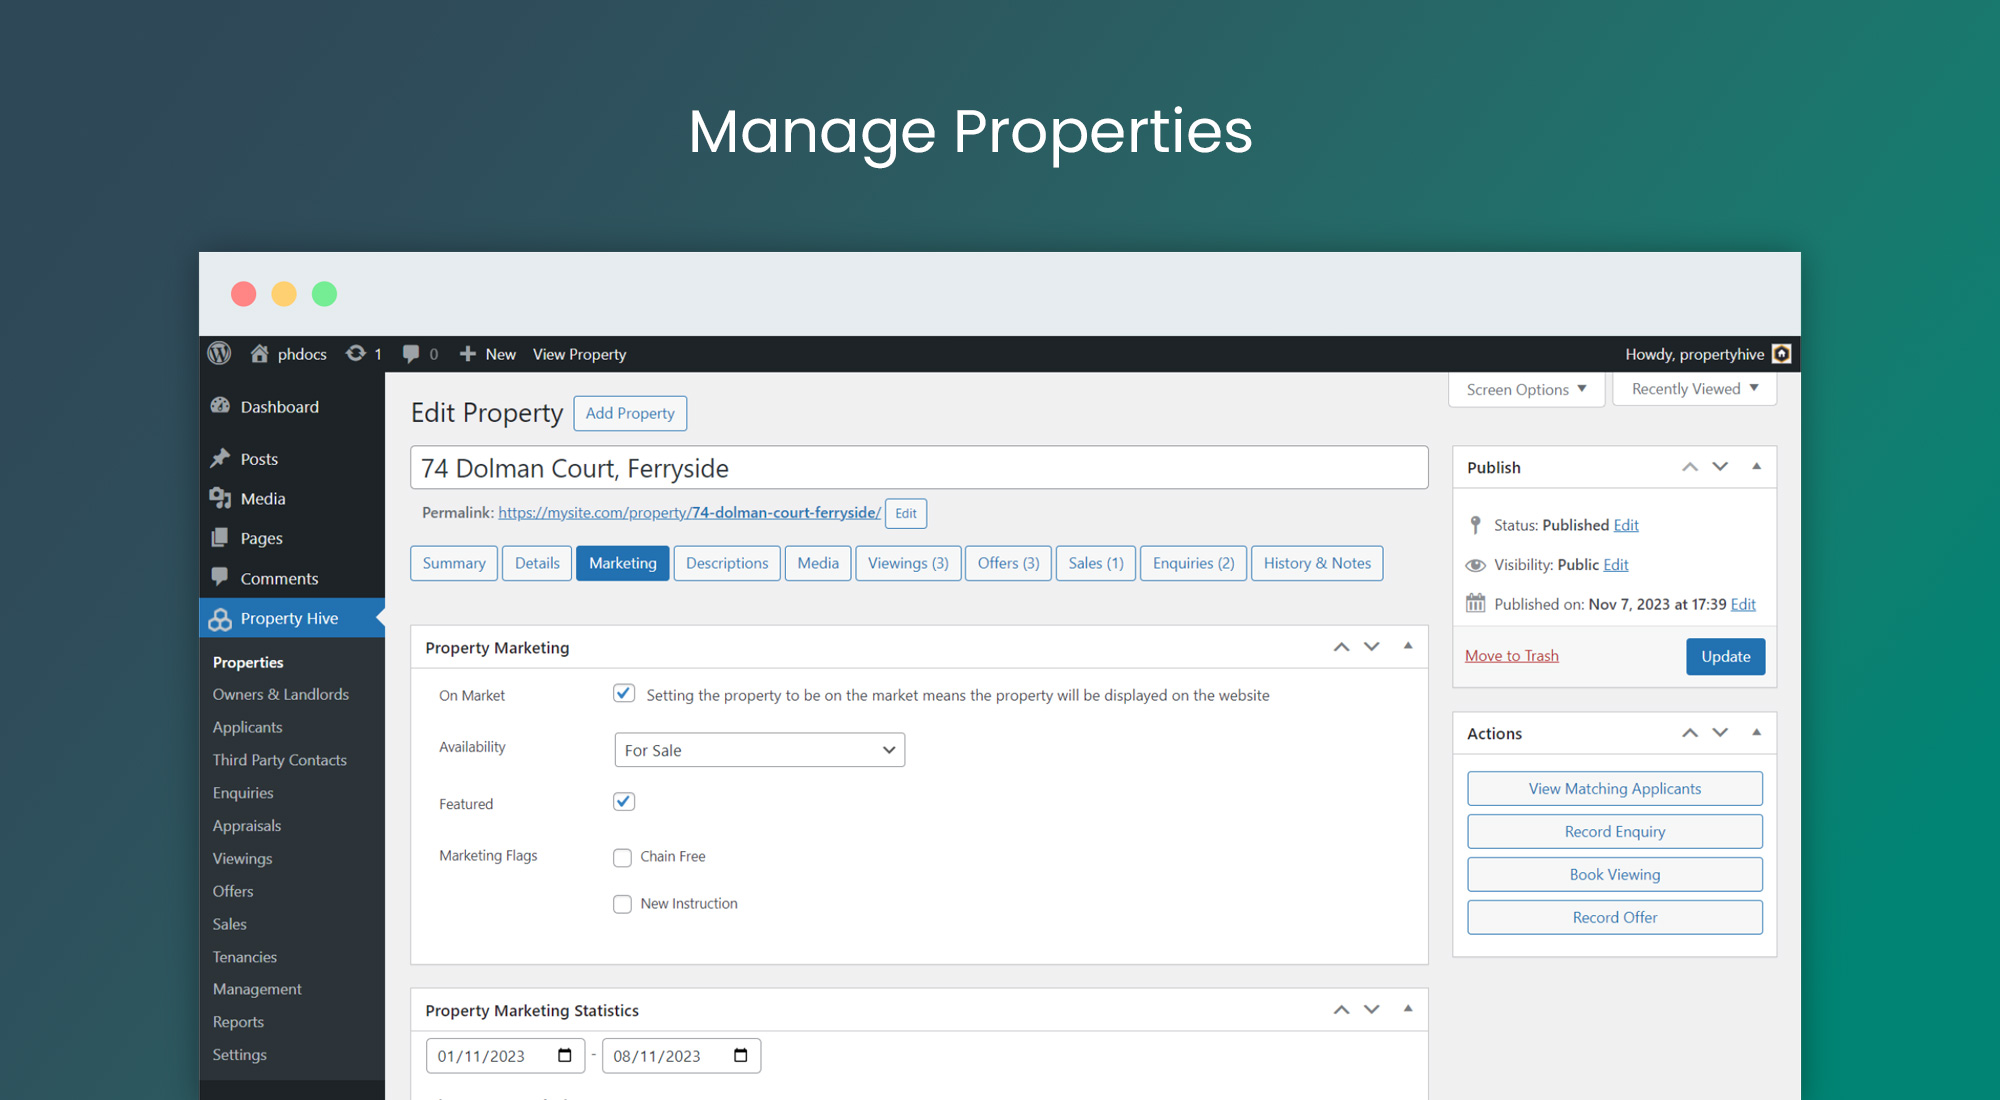 Manage Properties
phdocs 1 0 New View Property Howdy, propertyhive
Dashboard
Posts
Media
Pages
Comments
Property Hive
Properties
Owners & Landlords
Applicants
Third Party Contacts
Enquiries
Appraisals
Viewings
Offers
Sales
Tenancies
Management
Reports
Settings
Screen Options Recently Viewed
Edit Property Add Property
74 Dolman Court, Ferryside
Permalink: https://mysite.com/property/74-dolman-court-ferryside/ Edit
Summary Details Marketing Descriptions Media Viewings (3) Offers (3) Sales (1) Enquiries (2) History & Notes
Property Marketing
On Market Setting the property to be on the market means the property will be displayed on the website
Availability For Sale
Featured
Marketing Flags Chain Free
New Instruction
Property Marketing Statistics
01/11/2023 - 08/11/2023
Publish
Status: Published Edit
Visibility: Public Edit
Published on: Nov 7, 2023 at 17:39 Edit
Move to Trash Update
Actions
View Matching Applicants
Record Enquiry
Book Viewing
Record Offer